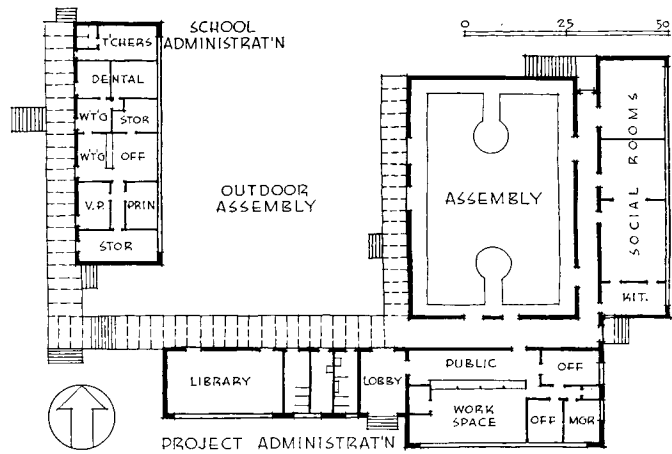 SCHOOL
ADMINISTRAT'N
0 25 50
T'CHERS
DENTAL
WT'G
STOR
WT'G
OFF
V.P.
PRIN
STOR
OUTDOOR
ASSEMBLY
ASSEMBLY
SOCIAL ROOMS
KIT.
LIBRARY
LOBBY
PUBLIC
OFF
WORK
SPACE
OFF
MGR
PROJECT ADMINISTRAT'N